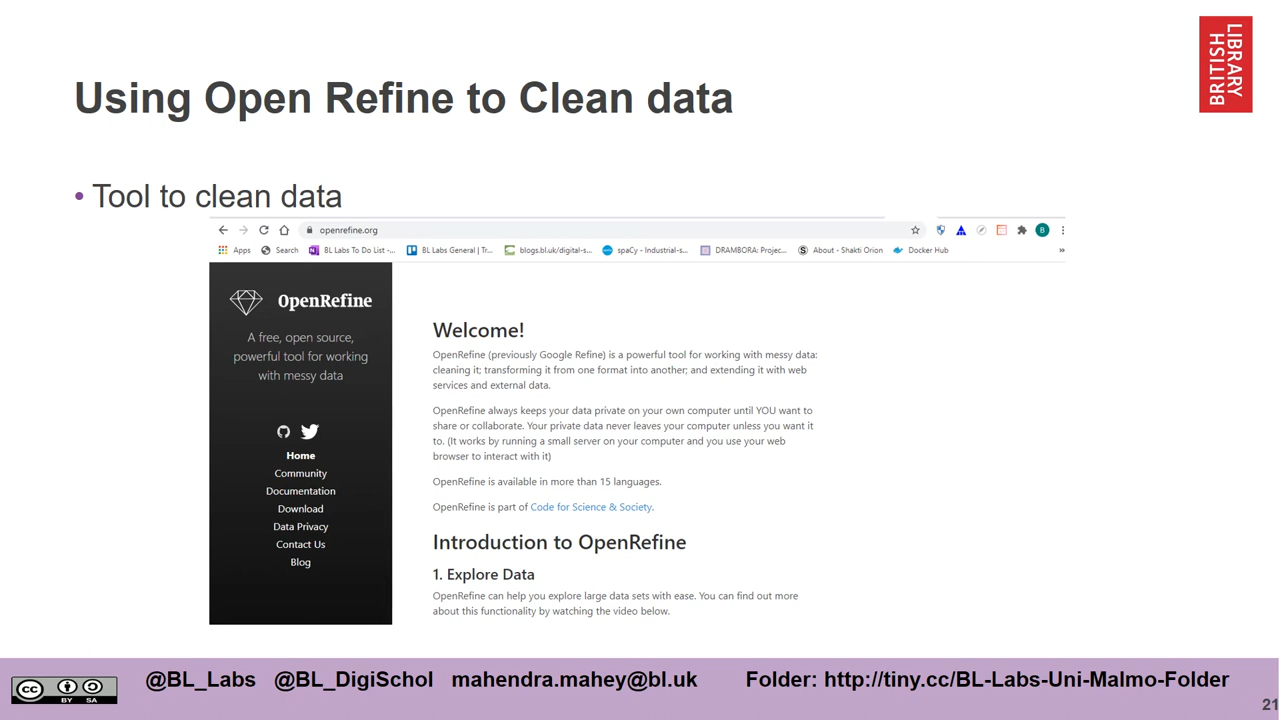 BRITISH
LIBRARY
Using Open Refine to Clean data
• Tool to clean data
openrefine.org
B
Apps Search BL Labs To Do List -... BL Labs General | Tr... blogs.bl.uk/digital-s... spaCy - Industrial-s... DRAMBORA: Projec... About - Shakti Orion Docker Hub »
OpenRefine
A free, open source,
powerful tool for working
with messy data
Home
Community
Documentation
Download
Data Privacy
Contact Us
Blog
Welcome!
OpenRefine (previously Google Refine) is a powerful tool for working with messy data:
cleaning it; transforming it from one format into another; and extending it with web
services and external data.
OpenRefine always keeps your data private on your own computer until YOU want to
share or collaborate. Your private data never leaves your computer unless you want it
to. (It works by running a small server on your computer and you use your web
browser to interact with it)
OpenRefine is available in more than 15 languages.
OpenRefine is part of Code for Science & Society.
Introduction to OpenRefine
1. Explore Data
OpenRefine can help you explore large data sets with ease. You can find out more
about this functionality by watching the video below.
cc BY SA
@BL_Labs @BL_DigiSchol mahendra.mahey@bl.uk Folder: http://tiny.cc/BL-Labs-Uni-Malmo-Folder
21